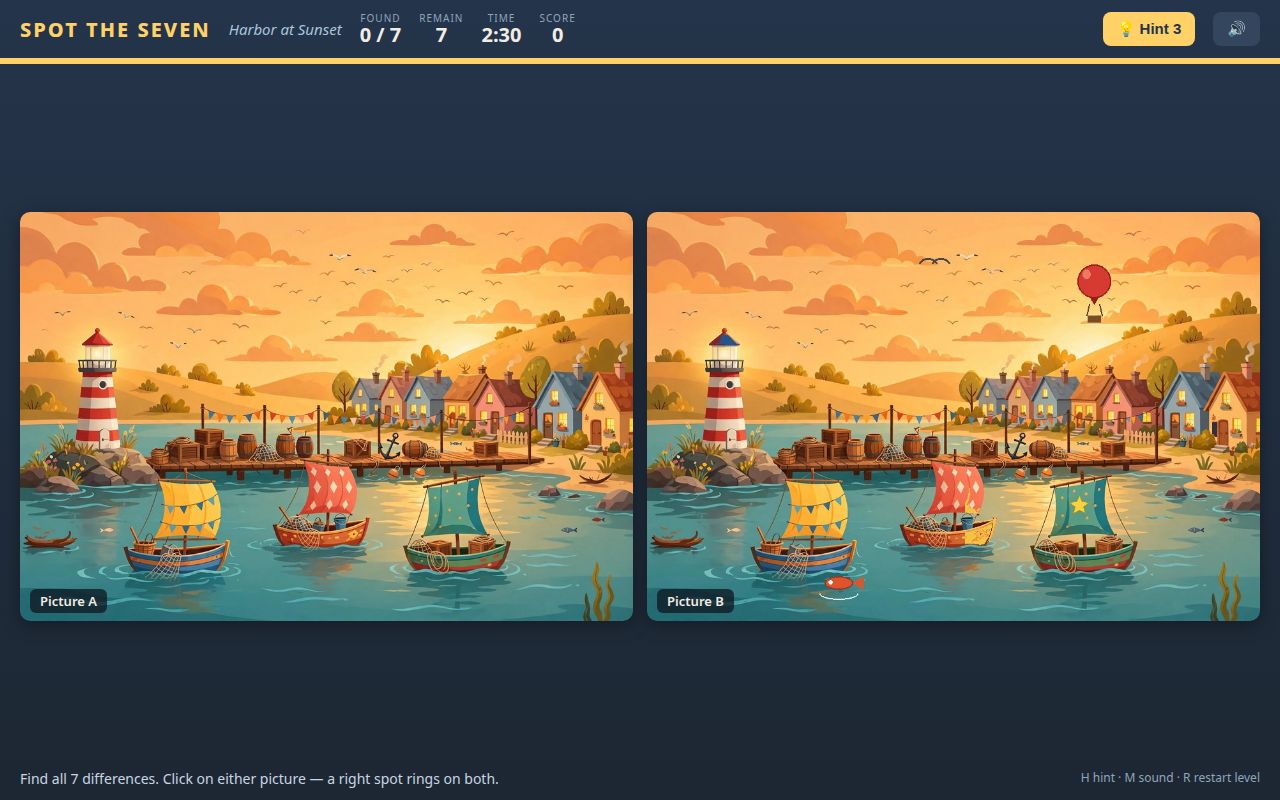 SPOT THE SEVEN
Harbor at Sunset
FOUND
0 / 7
REMAIN
7
TIME
2:30
SCORE
0
💡 Hint 3
🔊
Picture A
Picture B
Find all 7 differences. Click on either picture — a right spot rings on both.
H hint · M sound · R restart level